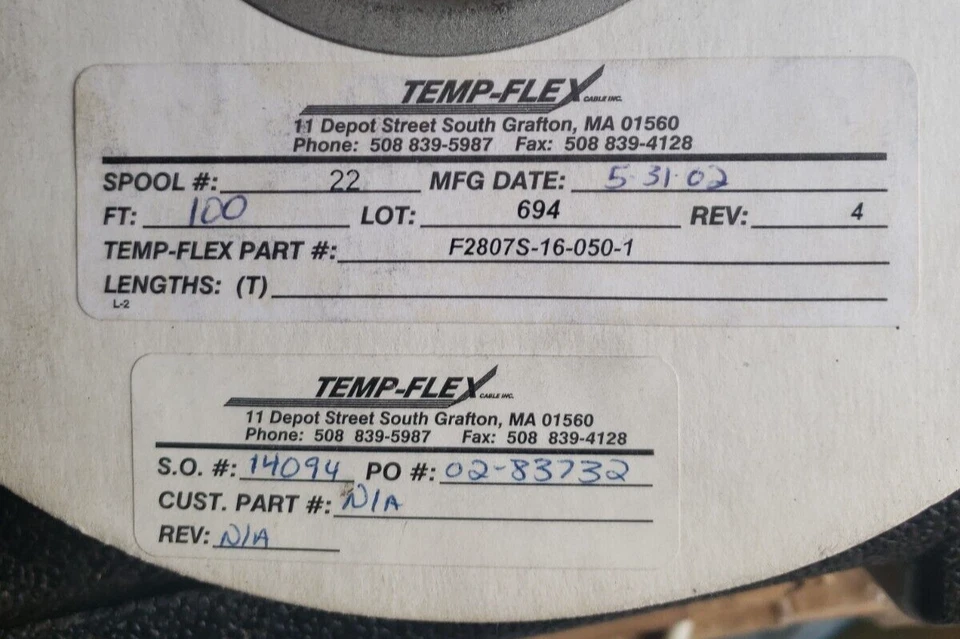 TEMP-FLEX CABLE INC.
11 Depot Street South Grafton, MA 01560
Phone: 508 839-5987 Fax: 508 839-4128
SPOOL #: 22 MFG DATE: 5-31-02
FT: 100 LOT: 694 REV: 4
TEMP-FLEX PART #: F2807S-16-050-1
LENGTHS: (T)
L-2
TEMP-FLEX CABLE INC.
11 Depot Street South Grafton, MA 01560
Phone: 508 839-5987 Fax: 508 839-4128
S.O. #: 14094 PO #: 02-83732
CUST. PART #: N/A
REV: N/A